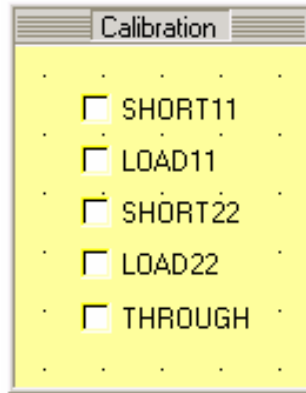 Calibration
SHORT11
LOAD11
SHORT22
LOAD22
THROUGH